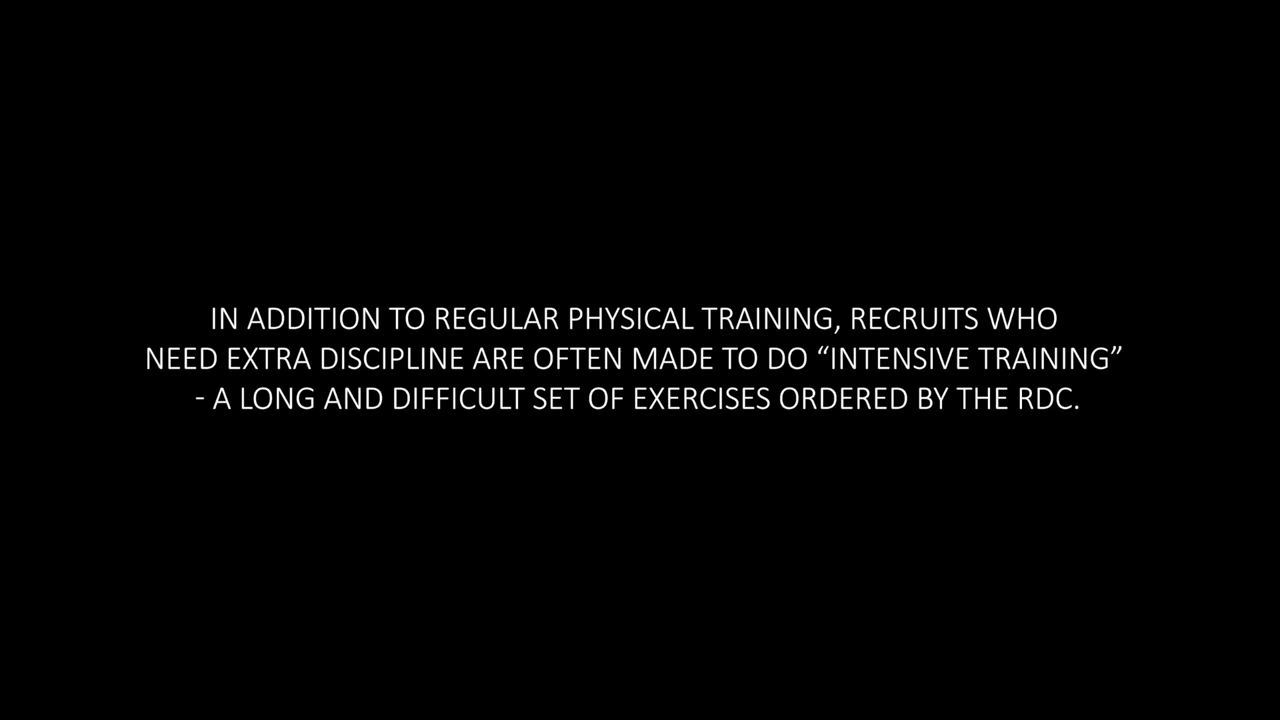 IN ADDITION TO REGULAR PHYSICAL TRAINING, RECRUITS WHO
NEED EXTRA DISCIPLINE ARE OFTEN MADE TO DO “INTENSIVE TRAINING”
- A LONG AND DIFFICULT SET OF EXERCISES ORDERED BY THE RDC.